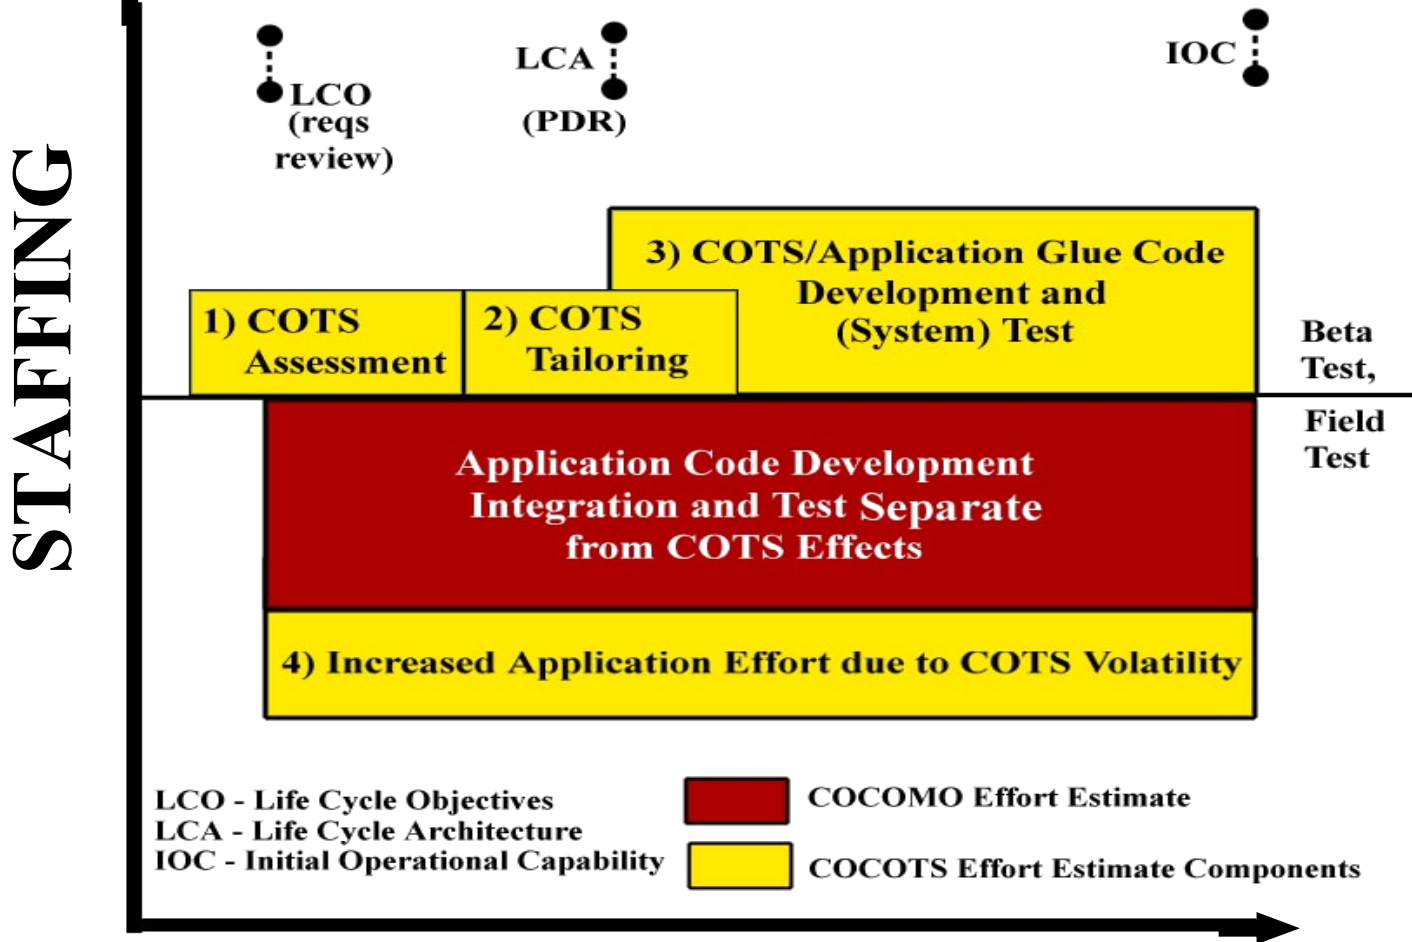 STAFFING
LCO
(reqs
review)
LCA
(PDR)
IOC
1) COTS
Assessment
2) COTS
Tailoring
3) COTS/Application Glue Code
Development and
(System) Test
Beta
Test,
Field
Test
Application Code Development
Integration and Test Separate
from COTS Effects
4) Increased Application Effort due to COTS Volatility
LCO - Life Cycle Objectives
LCA - Life Cycle Architecture
IOC - Initial Operational Capability
COCOMO Effort Estimate
COCOTS Effort Estimate Components